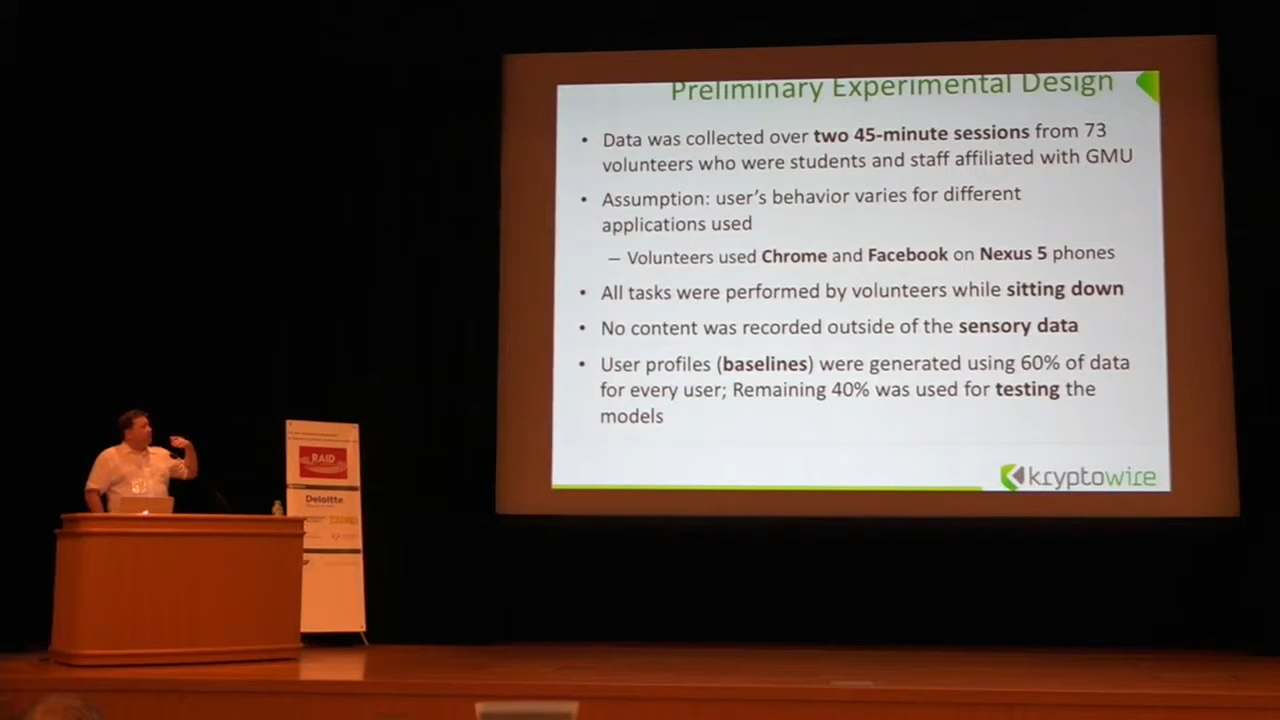 Preliminary Experimental Design
• Data was collected over two 45-minute sessions from 73
volunteers who were students and staff affiliated with GMU
• Assumption: user's behavior varies for different
applications used
– Volunteers used Chrome and Facebook on Nexus 5 phones
• All tasks were performed by volunteers while sitting down
• No content was recorded outside of the sensory data
• User profiles (baselines) were generated using 60% of data
for every user; Remaining 40% was used for testing the
models
kryptowire
RAID
Deloitte